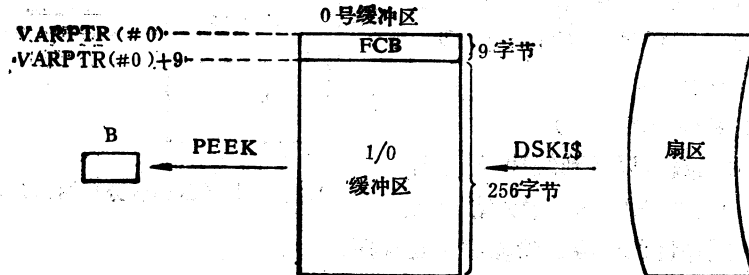 0号缓冲区
VARPTR(#0)
VARPTR(#0)+9
FCB
9字节
B
PEEK
1/0
缓冲区
DSKI$
256字节
扇区